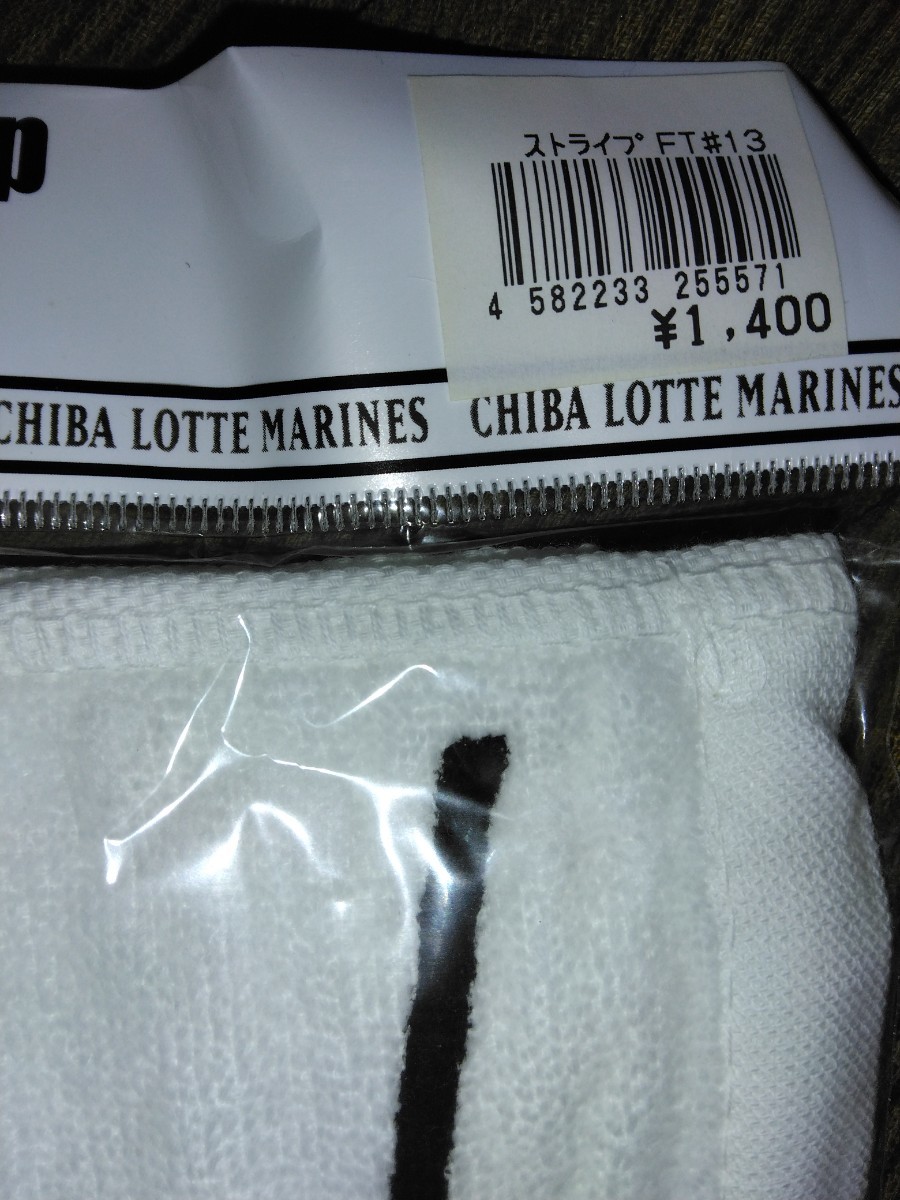 p
ストライプ FT#13
4 582233 255571
¥1,400
CHIBA LOTTE MARINES CHIBA LOTTE MARINES